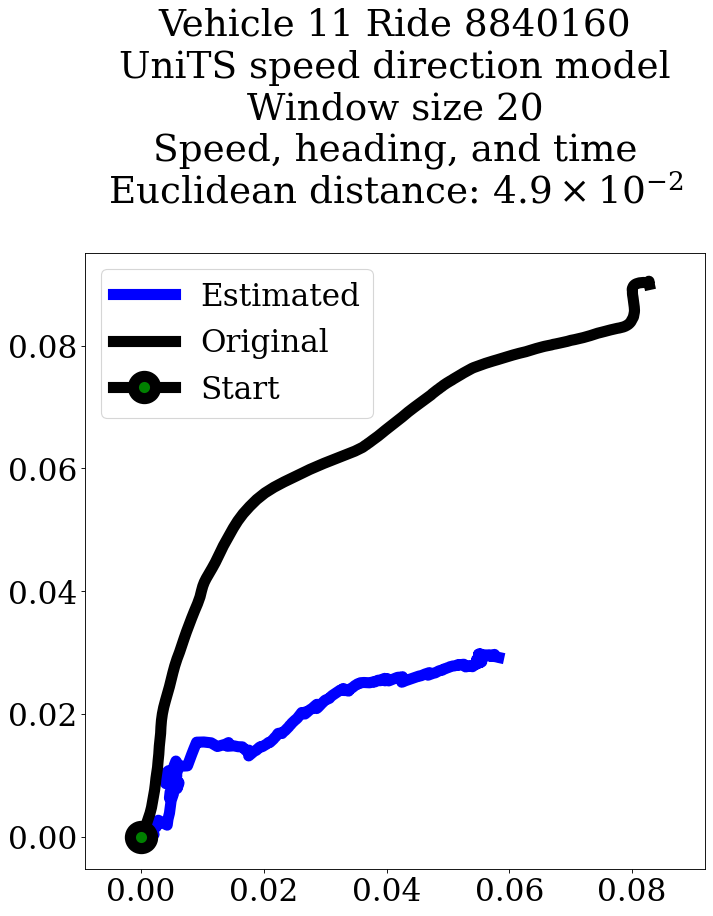 Vehicle 11 Ride 8840160
UniTS speed direction model
Window size 20
Speed, heading, and time
Euclidean distance: 4.9 × 10⁻²
Estimated
Original
Start
0.08
0.06
0.04
0.02
0.00
0.00 0.02 0.04 0.06 0.08